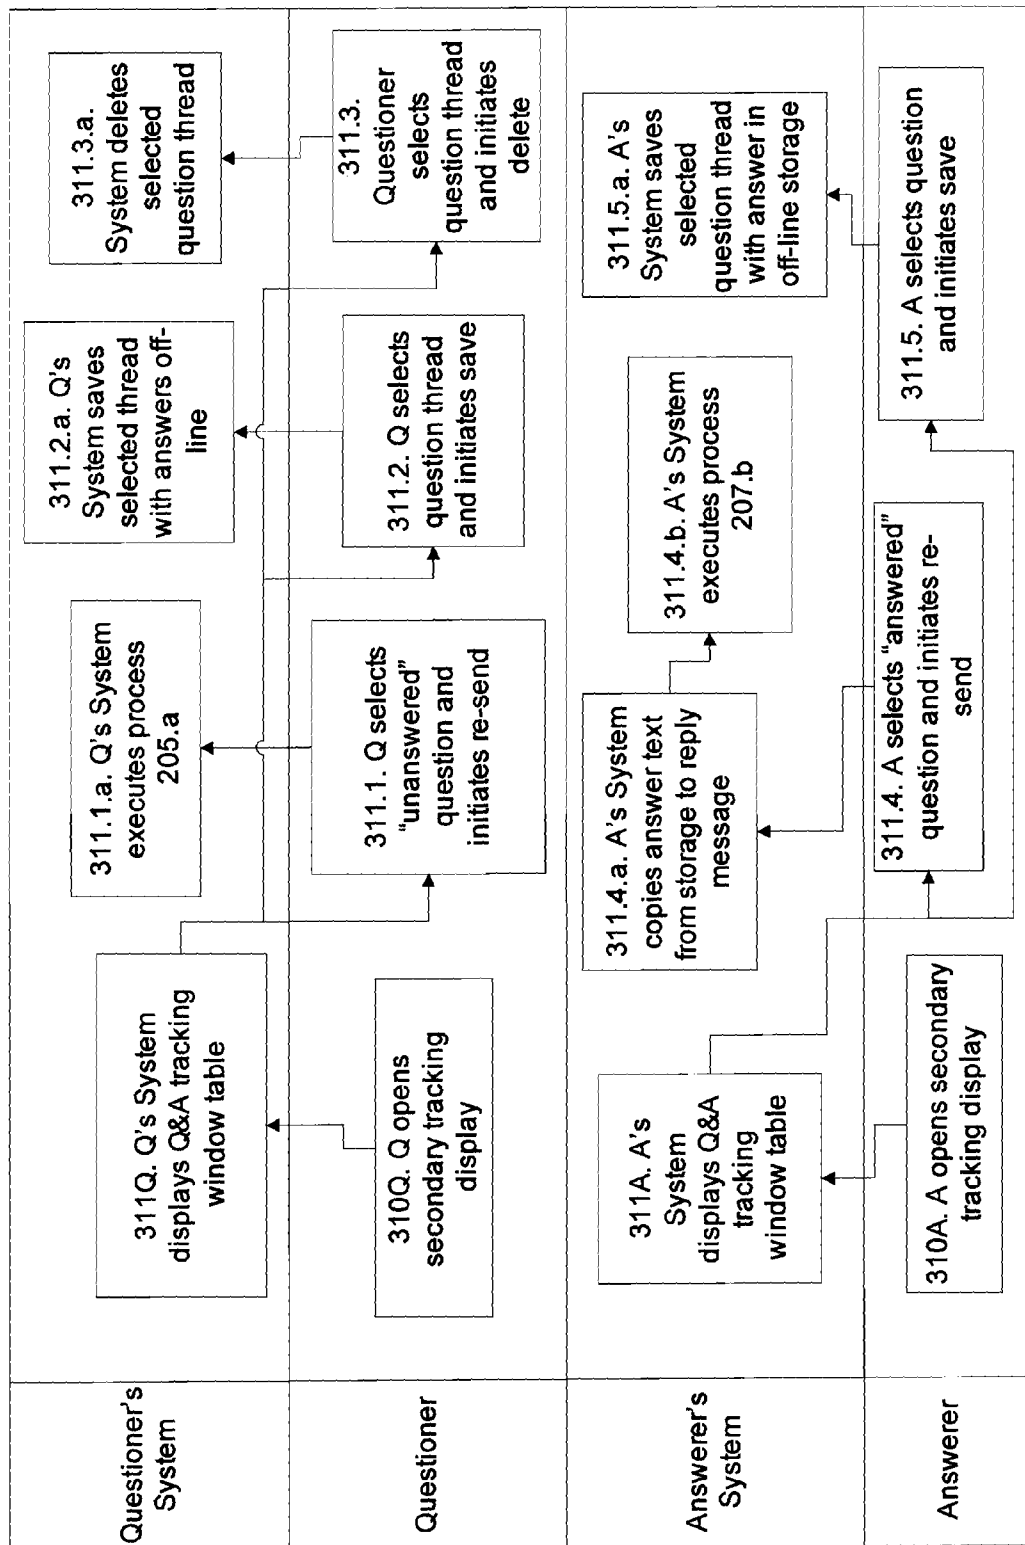 Questioner's
System
311Q. Q's System
displays Q&A tracking
window table
311.1.a. Q's System
executes process
205.a
311.2.a. Q's
System saves
selected thread
with answers off-
line
311.3.a.
System deletes
selected
question thread
Questioner
310Q. Q opens
secondary tracking
display
311.1. Q selects
"unanswered"
question and
initiates re-send
311.2. Q selects
question thread
and initiates save
311.3.
Questioner
selects
question thread
and initiates
delete
Answerer's
System
311A. A's
System
displays Q&A
tracking
window table
311.4.a. A's System
copies answer text
from storage to reply
message
311.4.b. A's System
executes process
207.b
311.5.a. A's
System saves
selected
question thread
with answer in
off-line storage
Answerer
310A. A opens secondary
tracking display
311.4. A selects "answered"
question and initiates re-
send
311.5. A selects question
and initiates save